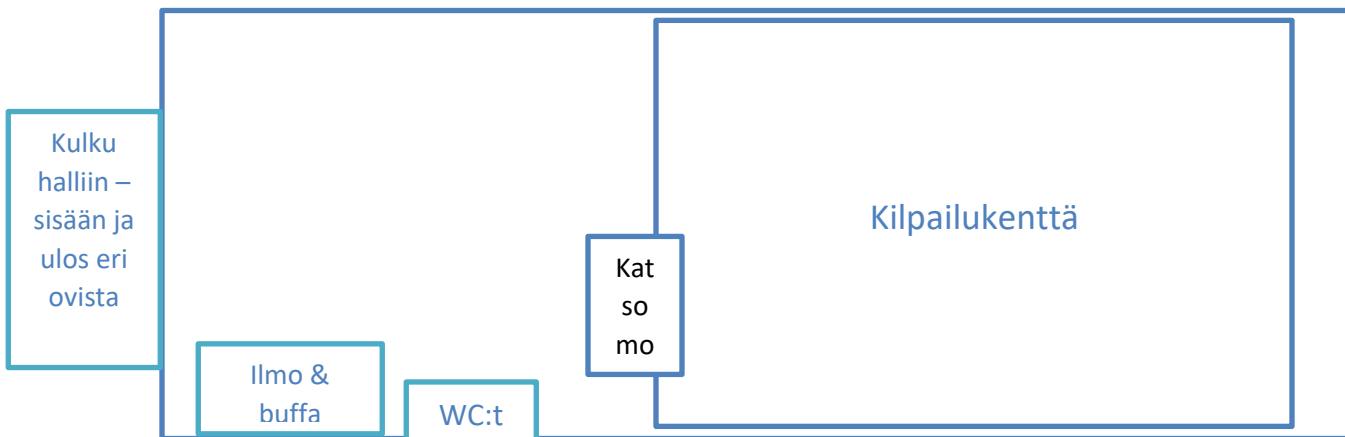 Kulku
halliin –
sisään ja
ulos eri
ovista
Ilmo &
buffa
WC:t
Kat
so
mo
Kilpailukenttä